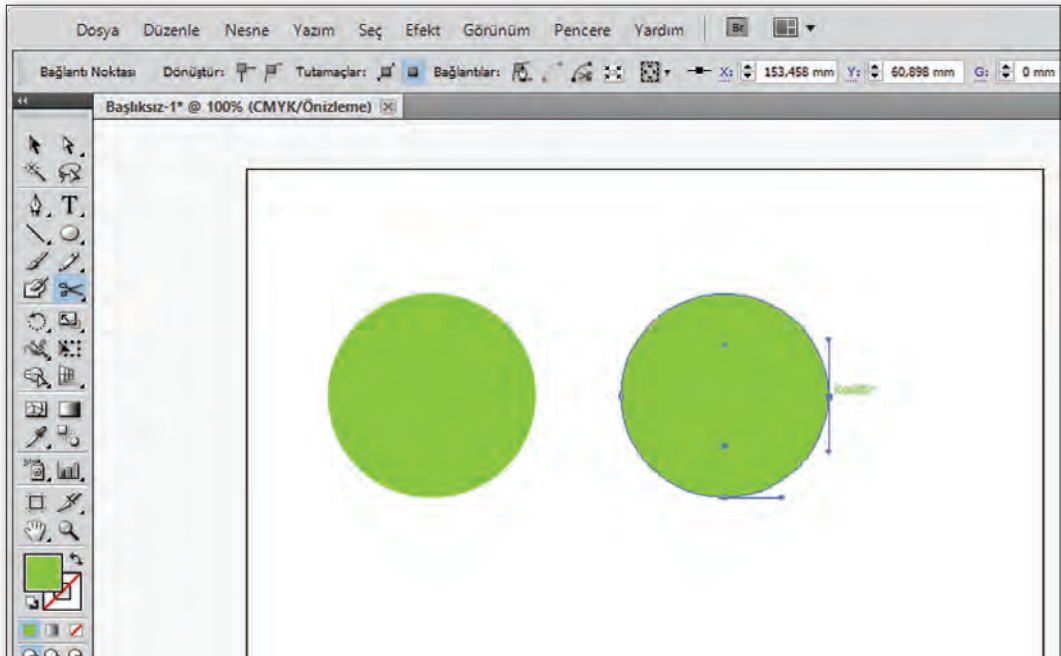 Dosya Düzenle Nesne Yazım Seç Efekt Görünüm Pencere Yardım Br
Bağlantı Noktası Dönüştür: Tutamaçlar: Bağlantılar: X: 153,458 mm Y: 60,898 mm G: 0 mm
Başlıksız-1* @ 100% (CMYK/Önizleme)
T